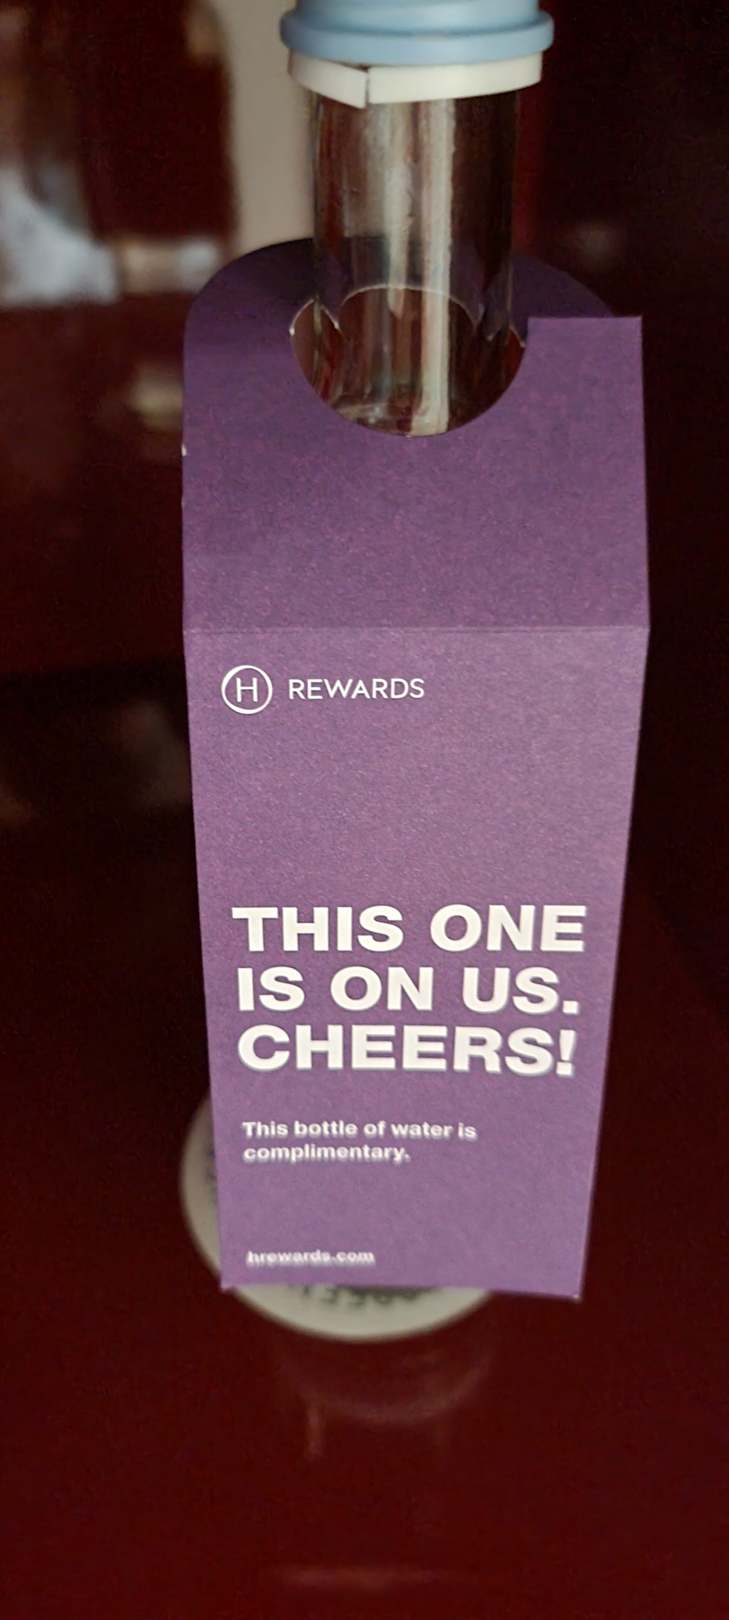 H REWARDS
THIS ONE
IS ON US.
CHEERS!
This bottle of water is
complimentary.
hrewards.com